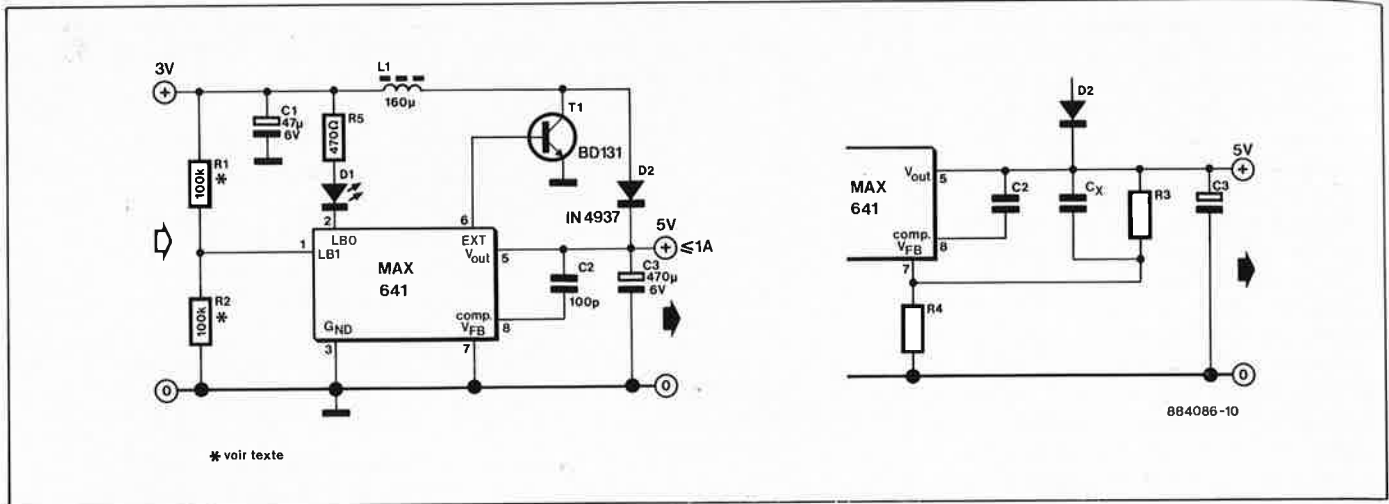 3V
+
L1
160µ
C1
47µ
6V
R5
470Ω
T1
BD131
R1
100k
*
D1
D2
IN 4937
2
6
LB0
EXT
5V
+
≤1A
1
LB1
Vout
5
MAX
641
C2
100p
C3
470µ
6V
R2
100k
*
GND
comp.
8
VFB
3
7
0
0
* voir texte
D2
5V
+
Vout
5
MAX
641
C2
CX
R3
C3
comp.
VFB
8
7
R4
0
884086-10